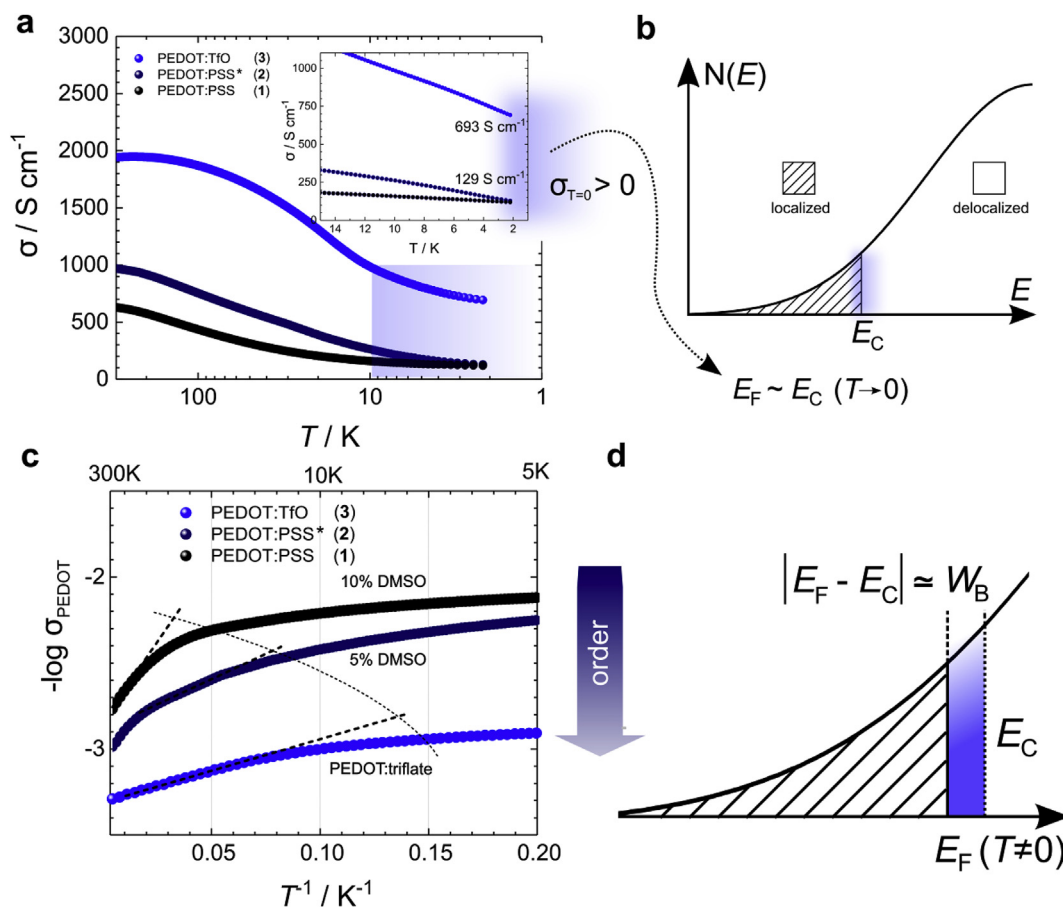 a
3000
2500
2000
1500
1000
500
0
σ / S cm⁻¹
PEDOT:TfO (3)
PEDOT:PSS* (2)
PEDOT:PSS (1)
100
10
1
T / K
1000
750
500
250
0
σ / S cm⁻¹
693 S cm⁻¹
129 S cm⁻¹
14 12 10 8 6 4 2
T / K
σT=0 > 0
b
N(E)
localized
delocalized
E
EC
EF ~ EC (T→0)
c
300K
10K
5K
PEDOT:TfO (3)
PEDOT:PSS* (2)
PEDOT:PSS (1)
-2
-3
-log σPEDOT
10% DMSO
5% DMSO
PEDOT:triflate
0.05 0.10 0.15 0.20
T⁻¹ / K⁻¹
order
d
|EF - EC| ≃ WB
EC
EF (T≠0)